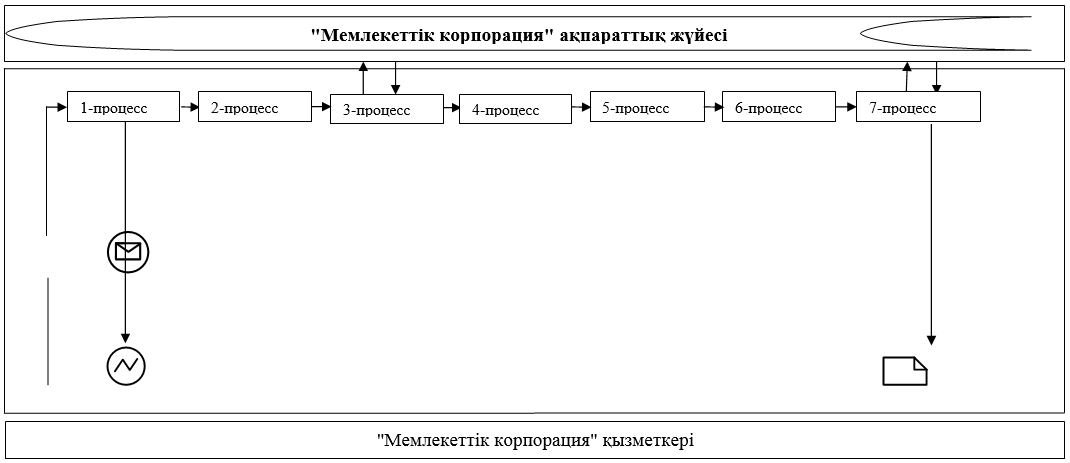 "Мемлекеттік корпорация" ақпараттық жүйесі
1-процесс
2-процесс
3-процесс
4-процесс
5-процесс
6-процесс
7-процесс
"Мемлекеттік корпорация" қызметкері